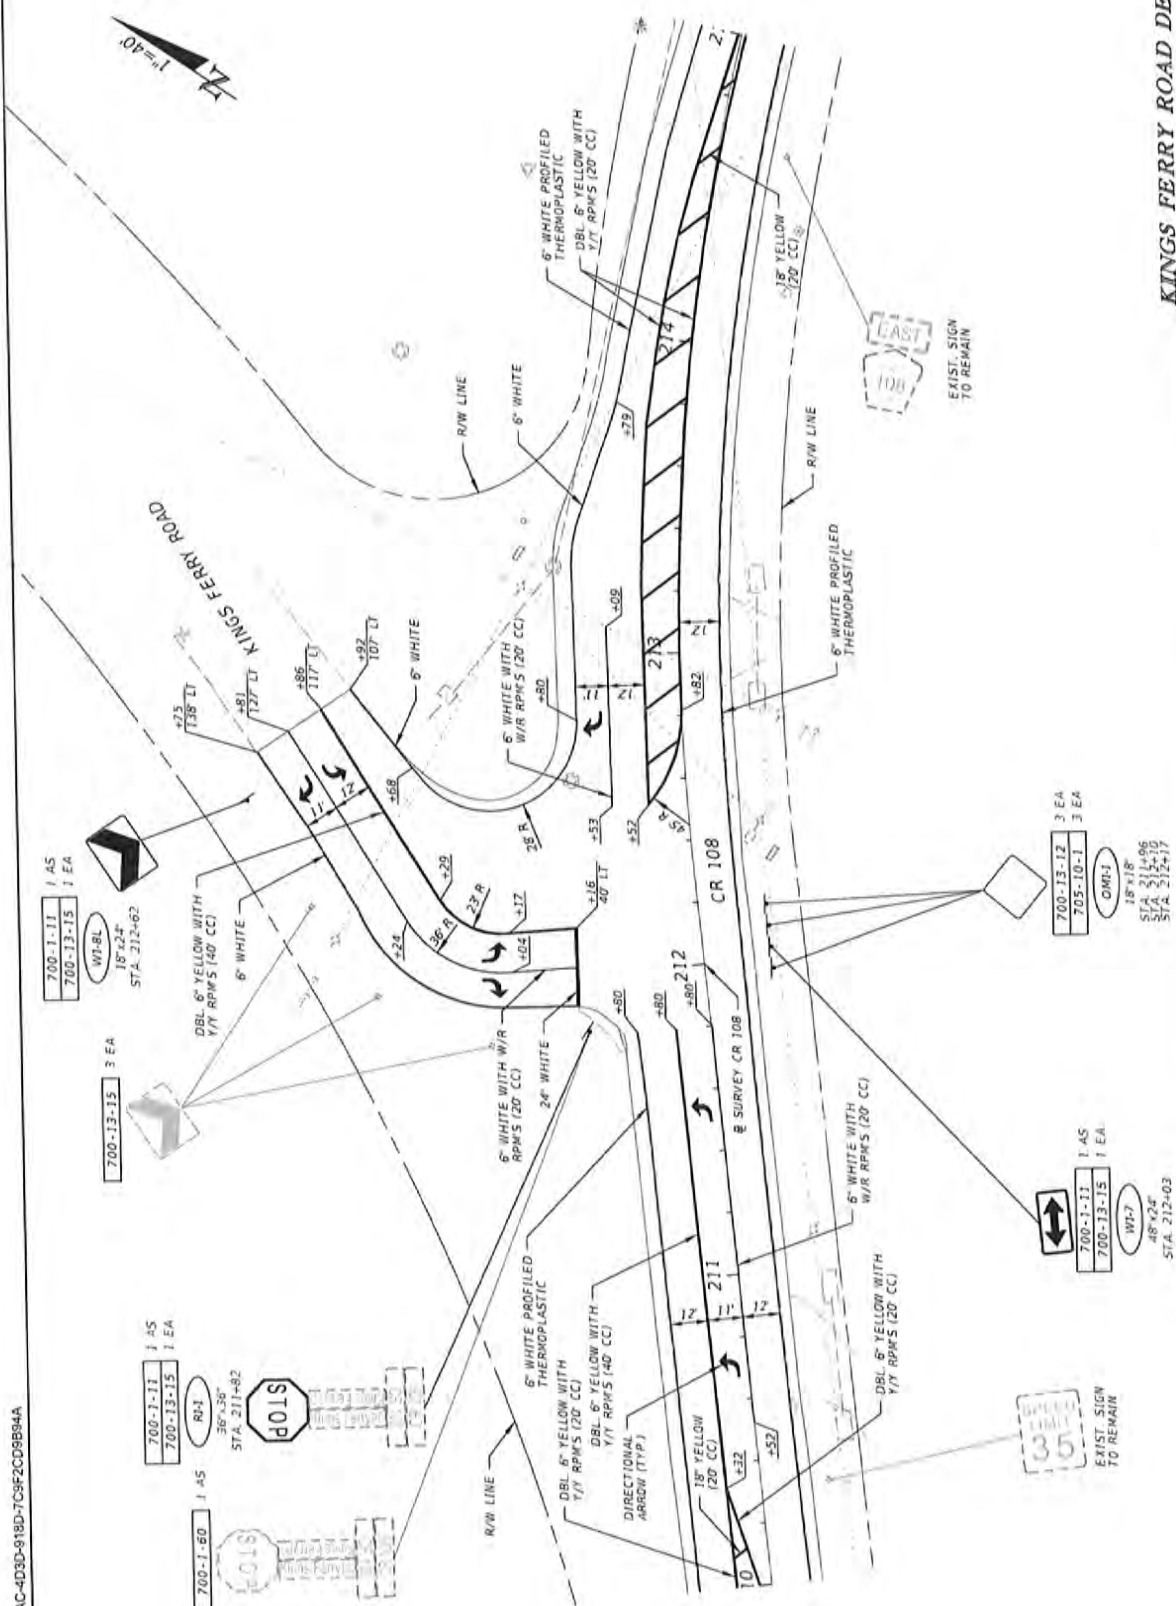 AC-4D3D-918D-7C9F2CD9B94A
KINGS FERRY ROAD DE
1"=40'
N
700-1-60 1 AS
STOP
700-1-11 1 AS
700-13-15 1 EA
R1-1
36"x36"
STA. 211+82
STOP
700-13-15 3 EA
700-1-11 1 AS
700-13-15 1 EA
W1-8L
18"x24"
STA. 212+62
DBL. 6" YELLOW WITH
Y/Y RPM'S (40' CC)
6" WHITE
+75
138' LT
+81
127' LT
KINGS FERRY ROAD
+86
117' LT
+92
107' LT
11'
12'
+68
6" WHITE
+24
36' R
+29
23' R
+17
+04
28' R
+16
40' LT
6" WHITE WITH W/R
RPM'S (20' CC)
24" WHITE
6" WHITE WITH
W/R RPM'S (20' CC)
+80
+53
+52
45' R
+09
11'
12'
R/W LINE
6" WHITE
+79
6" WHITE PROFILED
THERMOPLASTIC
DBL. 6" YELLOW WITH
Y/Y RPM'S (20' CC)
214
213
12'
+82
18" YELLOW
(20' CC)
EAST
108
EXIST. SIGN
TO REMAIN
R/W LINE
6" WHITE PROFILED
THERMOPLASTIC
CR 108
212
+80
+80
+80
℄ SURVEY CR 108
R/W LINE
6" WHITE PROFILED
THERMOPLASTIC
DBL. 6" YELLOW WITH
Y/Y RPM'S (40' CC)
DBL. 6" YELLOW WITH
Y/Y RPM'S (20' CC)
DIRECTIONAL
ARROW (TYP.)
18" YELLOW
(20' CC)
12'
11'
12'
211
+32
+52
10
6" WHITE WITH
W/R RPM'S (20' CC)
DBL. 6" YELLOW WITH
Y/Y RPM'S (20' CC)
EXIST. SIGN
TO REMAIN
700-1-11 1 AS
700-13-15 1 EA
W1-7
48"x24"
STA. 212+03
700-13-12 3 EA
705-10-1 3 EA
OM1-1
18"x18"
STA. 211+96
STA. 212+10
STA. 212+17